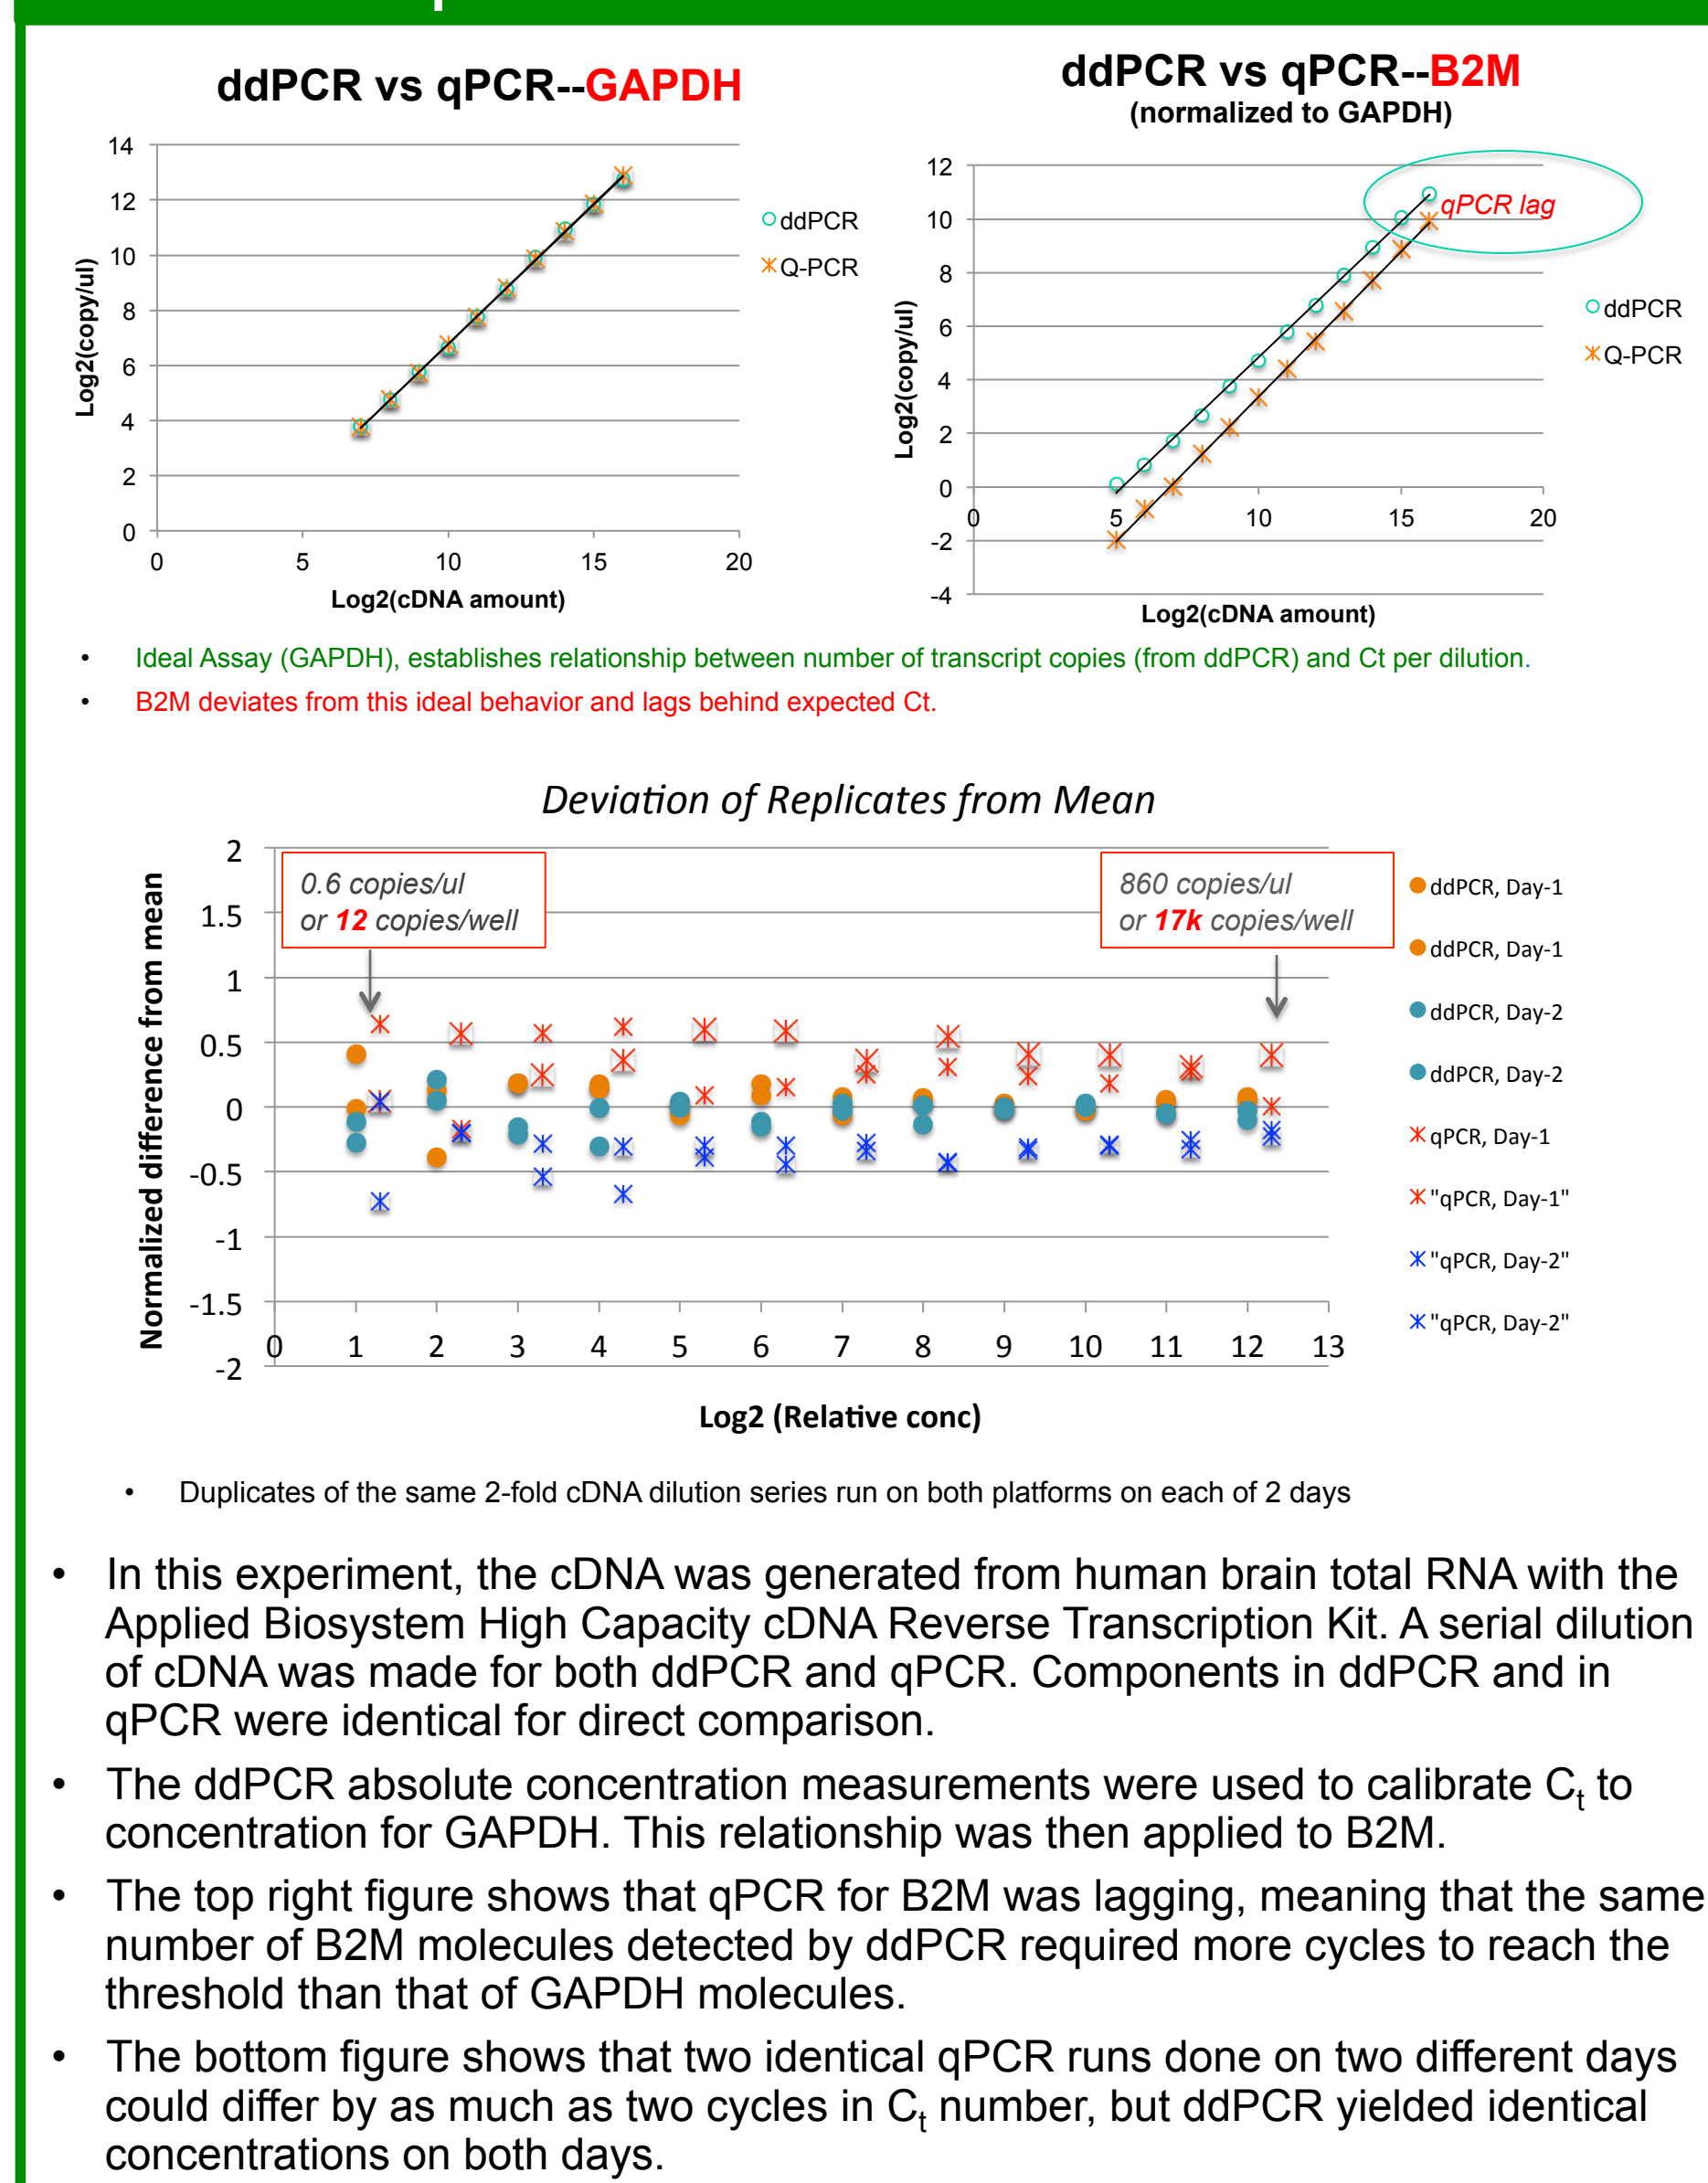 ddPCR vs qPCR--GAPDH
14
12
10
8
6
4
2
0
0 5 10 15 20
Log2(copy/ul)
Log2(cDNA amount)
ddPCR
Q-PCR
ddPCR vs qPCR--B2M
(normalized to GAPDH)
12
10
8
6
4
2
0
-2
-4
0 5 10 15 20
Log2(copy/ul)
Log2(cDNA amount)
qPCR lag
ddPCR
Q-PCR
• Ideal Assay (GAPDH), establishes relationship between number of transcript copies (from ddPCR) and Ct per dilution.
• B2M deviates from this ideal behavior and lags behind expected Ct.
Deviation of Replicates from Mean
Normalized difference from mean
2
1.5
1
0.5
0
-0.5
-1
-1.5
-2
0.6 copies/ul
or 12 copies/well
860 copies/ul
or 17k copies/well
0 1 2 3 4 5 6 7 8 9 10 11 12 13
Log2 (Relative conc)
ddPCR, Day-1
ddPCR, Day-1
ddPCR, Day-2
ddPCR, Day-2
qPCR, Day-1
"qPCR, Day-1"
"qPCR, Day-2"
"qPCR, Day-2"
• Duplicates of the same 2-fold cDNA dilution series run on both platforms on each of 2 days
• In this experiment, the cDNA was generated from human brain total RNA with the
Applied Biosystem High Capacity cDNA Reverse Transcription Kit. A serial dilution
of cDNA was made for both ddPCR and qPCR. Components in ddPCR and in
qPCR were identical for direct comparison.
• The ddPCR absolute concentration measurements were used to calibrate Ct to
concentration for GAPDH. This relationship was then applied to B2M.
• The top right figure shows that qPCR for B2M was lagging, meaning that the same
number of B2M molecules detected by ddPCR required more cycles to reach the
threshold than that of GAPDH molecules.
• The bottom figure shows that two identical qPCR runs done on two different days
could differ by as much as two cycles in Ct number, but ddPCR yielded identical
concentrations on both days.